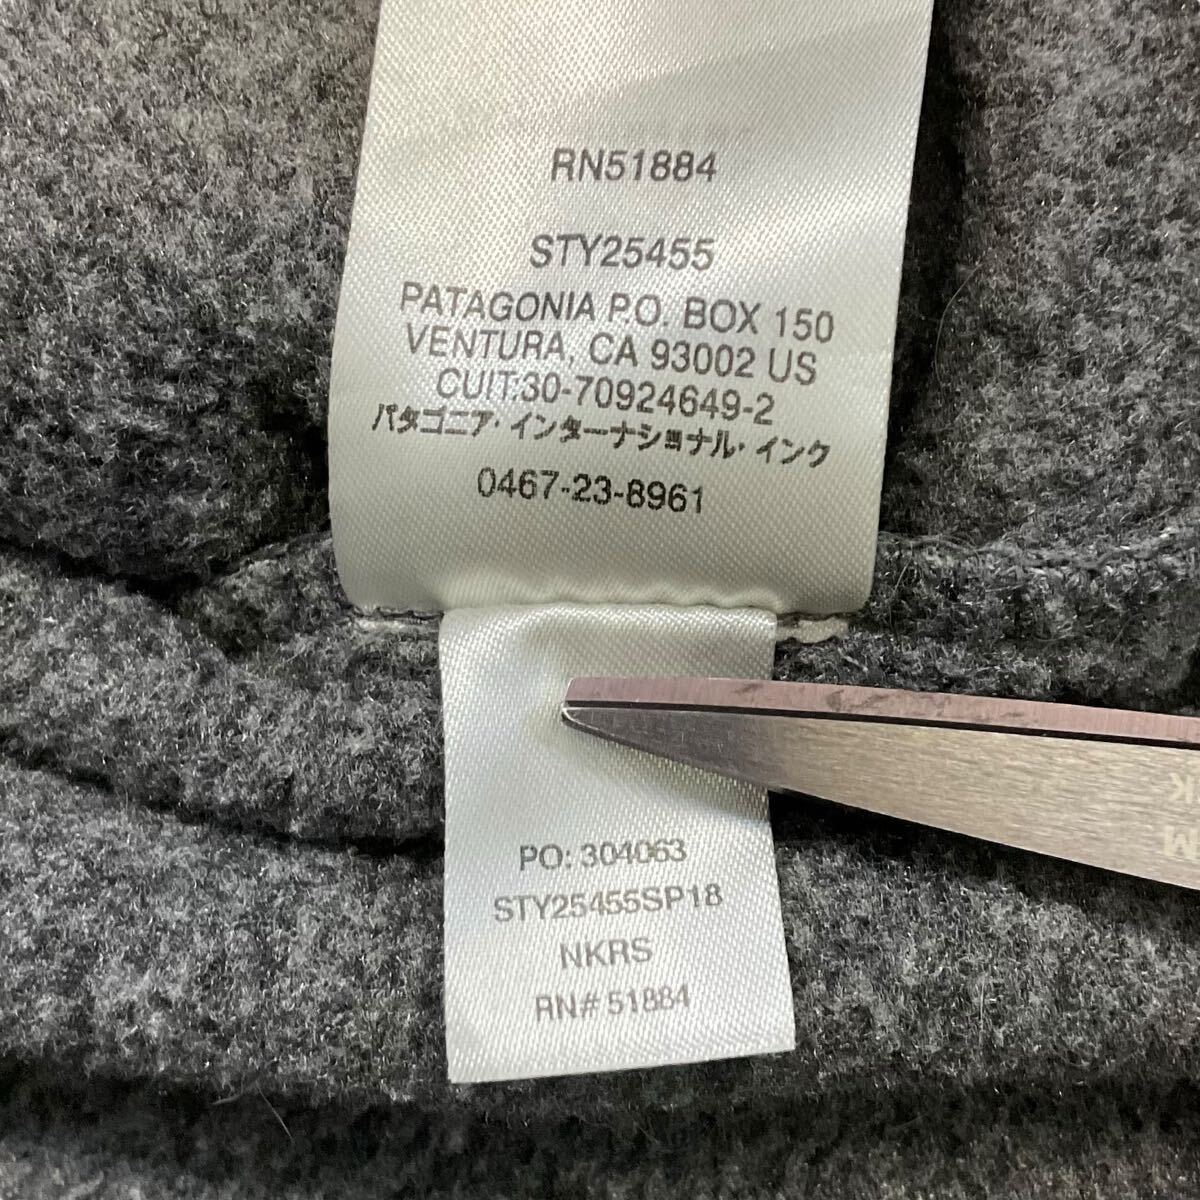 RN51884
STY25455
PATAGONIA P.O. BOX 150
VENTURA, CA 93002 US
CUIT:30-70924649-2
パタゴニア・インターナショナル・インク
0467-23-8961
PO: 304063
STY25455SP18
NKRS
RN# 51884